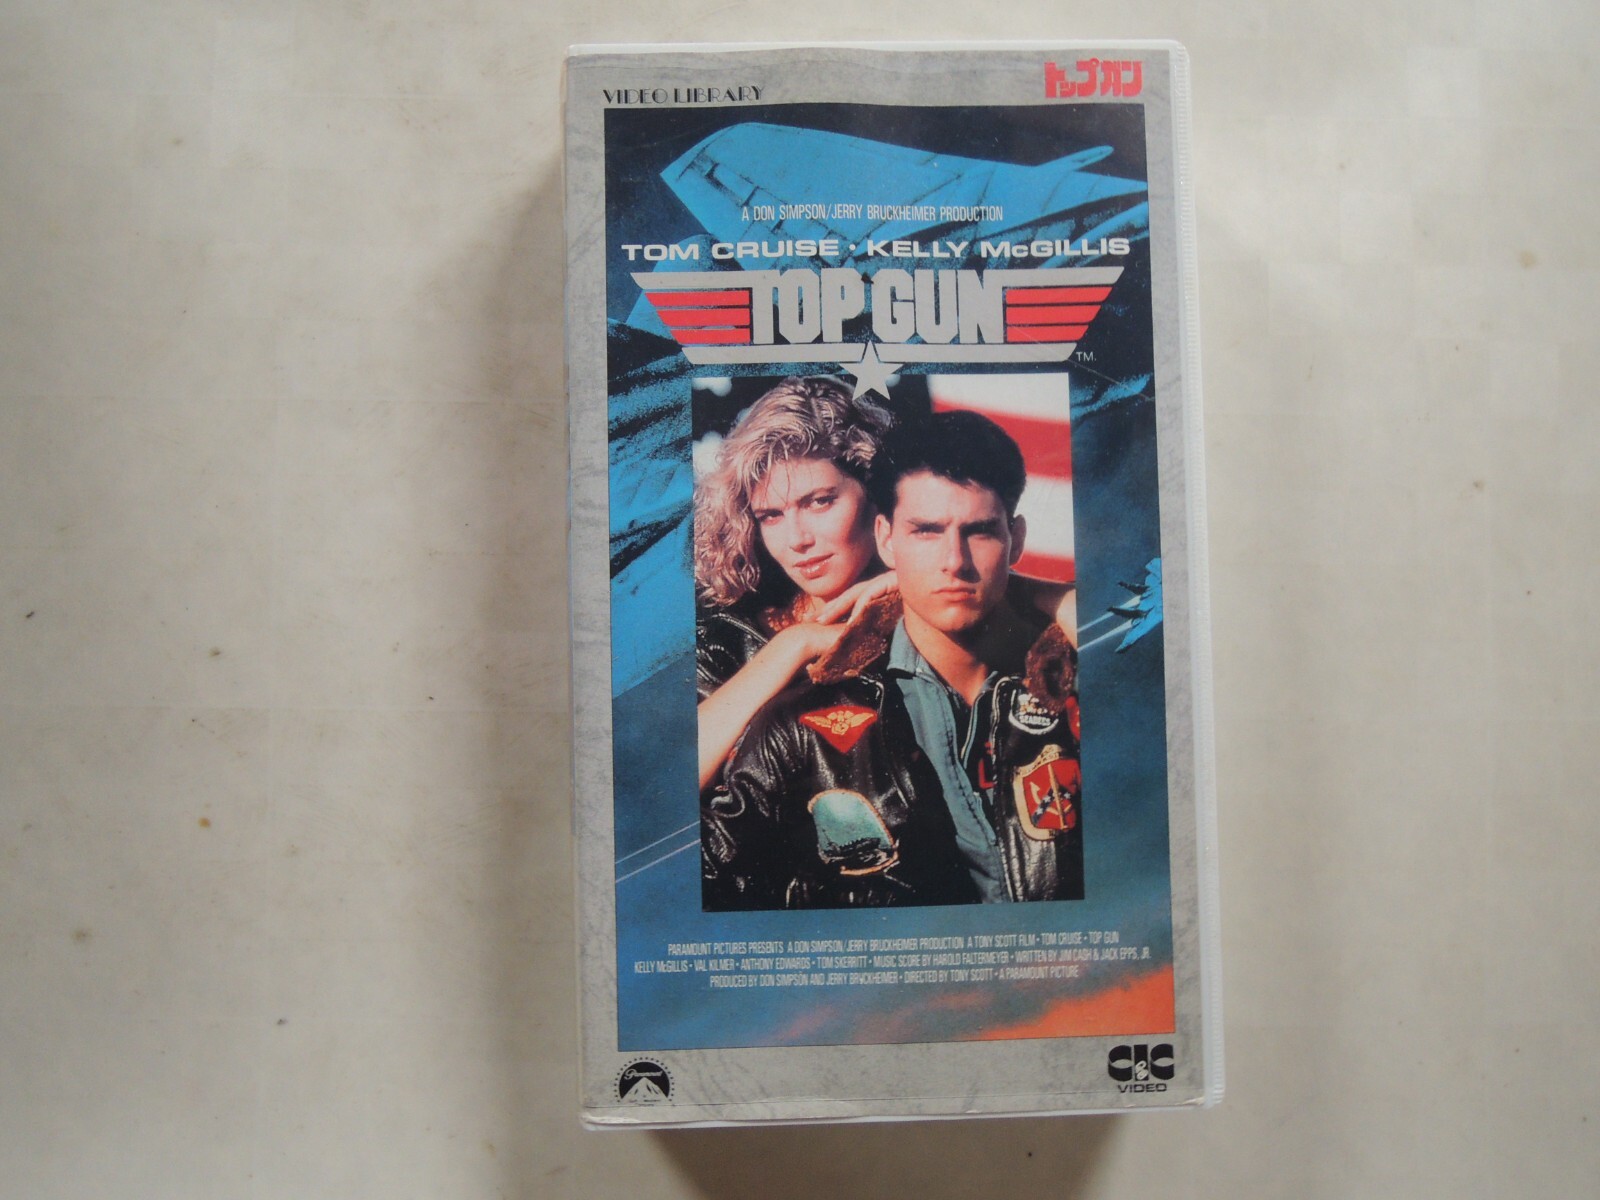 VIDEO LIBRARY
トップガン
A DON SIMPSON/JERRY BRUCKHEIMER PRODUCTION
TOM CRUISE · KELLY McGILLIS
TOP GUN
TM.
SEABEES
PARAMOUNT PICTURES PRESENTS A DON SIMPSON/JERRY BRUCKHEIMER PRODUCTION A TONY SCOTT FILM · TOM CRUISE · TOP GUN
KELLY McGILLIS · VAL KILMER · ANTHONY EDWARDS · TOM SKERRITT · MUSIC SCORE BY HAROLD FALTERMEYER · WRITTEN BY JIM CASH & JACK EPPS, JR.
PRODUCED BY DON SIMPSON AND JERRY BRUCKHEIMER · DIRECTED BY TONY SCOTT · A PARAMOUNT PICTURE
Paramount
CIC
VIDEO